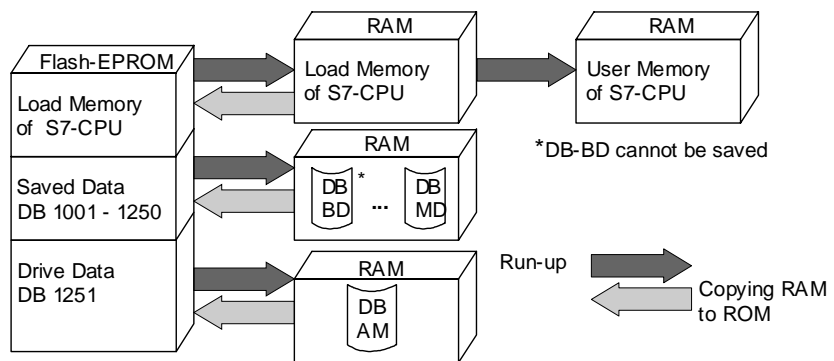 Flash-EPROM
Load Memory
of S7-CPU
Saved Data
DB 1001 - 1250
Drive Data
DB 1251
RAM
Load Memory
of S7-CPU
RAM
User Memory
of S7-CPU
RAM
DB
BD
*
...
DB
MD
*DB-BD cannot be saved
RAM
DB
AM
Run-up
Copying RAM
to ROM